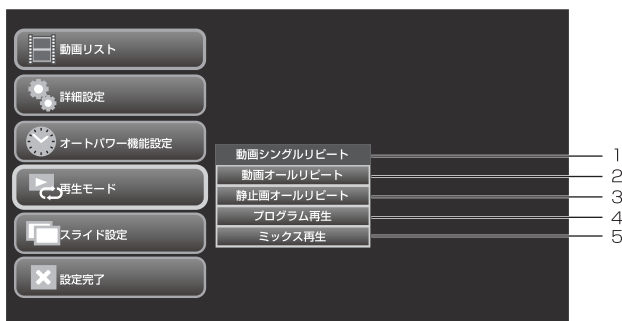 動画リスト
詳細設定
オートパワー機能設定
再生モード
スライド設定
設定完了
動画シングルリピート 1
動画オールリピート 2
静止画オールリピート 3
プログラム再生 4
ミックス再生 5